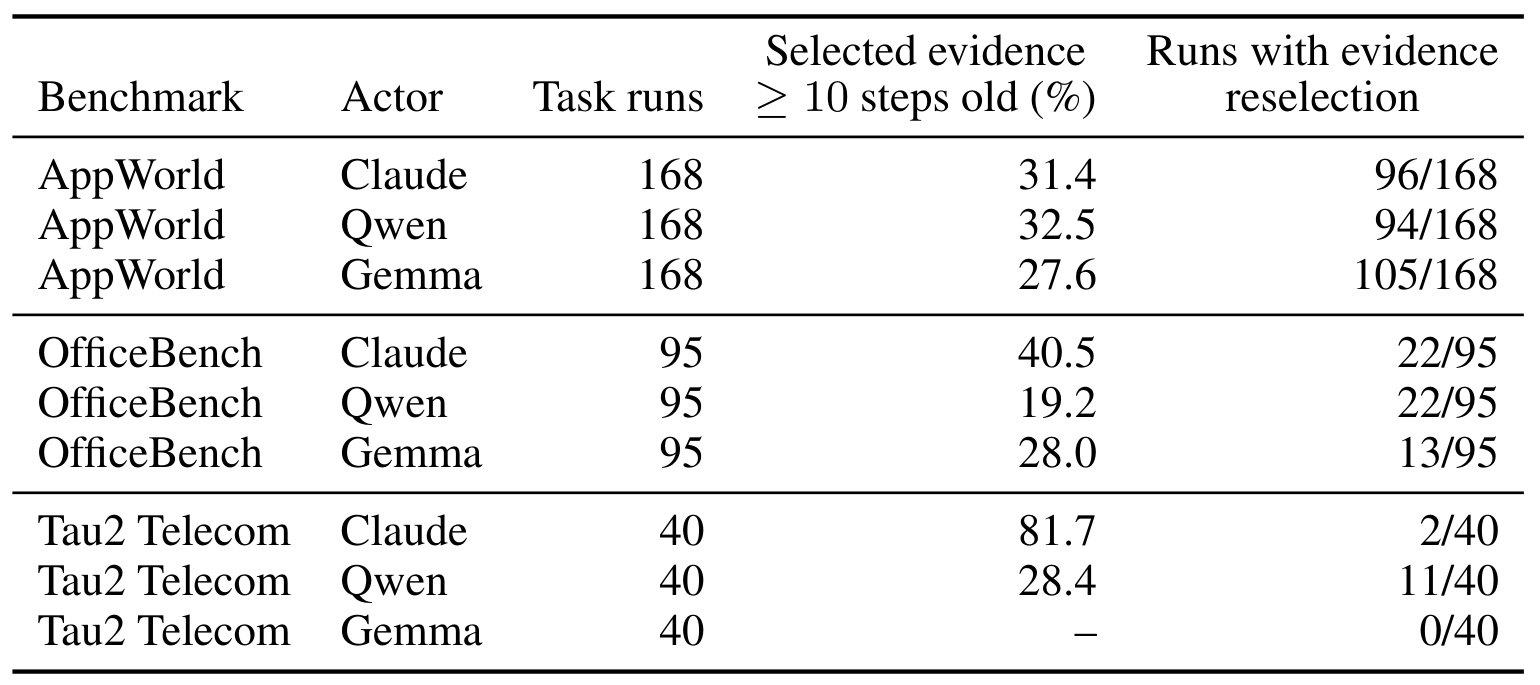 Benchmark Actor Task runs Selected evidence ≥ 10 steps old (%) Runs with evidence reselection
AppWorld Claude 168 31.4 96/168
AppWorld Qwen 168 32.5 94/168
AppWorld Gemma 168 27.6 105/168
OfficeBench Claude 95 40.5 22/95
OfficeBench Qwen 95 19.2 22/95
OfficeBench Gemma 95 28.0 13/95
Tau2 Telecom Claude 40 81.7 2/40
Tau2 Telecom Qwen 40 28.4 11/40
Tau2 Telecom Gemma 40 – 0/40